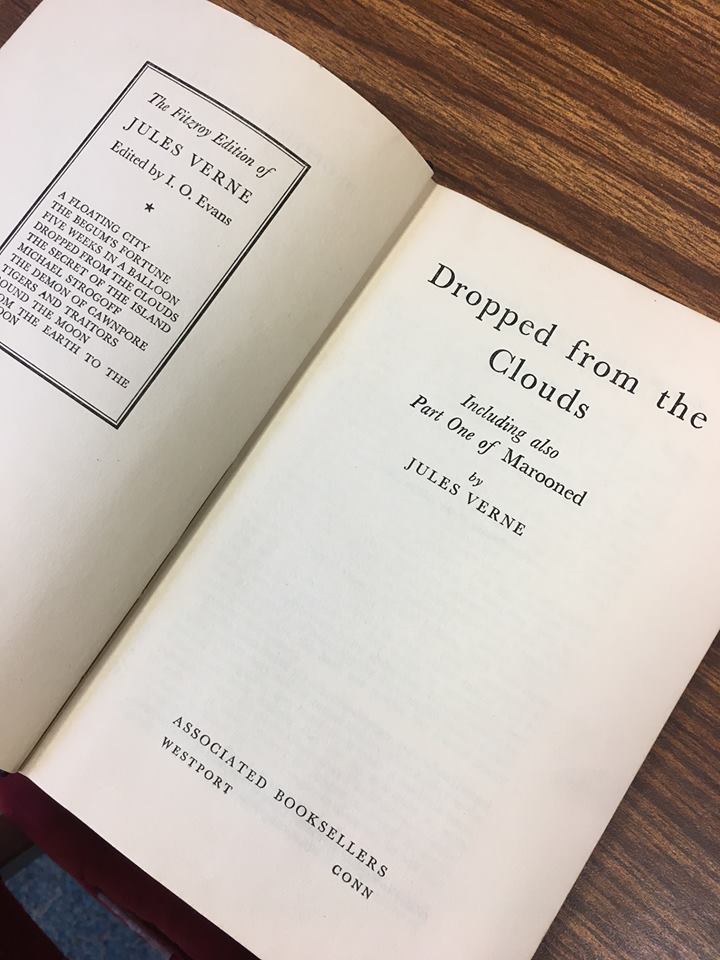 The Fitzroy Edition of
JULES VERNE
Edited by I. O. Evans
A FLOATING CITY
THE BEGUM'S FORTUNE
FIVE WEEKS IN A BALLOON
DROPPED FROM THE CLOUDS
THE SECRET OF THE ISLAND
MICHAEL STROGOFF
THE DEMON OF CAWNPORE
TIGERS AND TRAITORS
OUND THE MOON
OM THE EARTH TO THE
OON
Dropped from the
Clouds
Including also
Part One of Marooned
by
JULES VERNE
ASSOCIATED BOOKSELLERS
WESTPORT
CONN